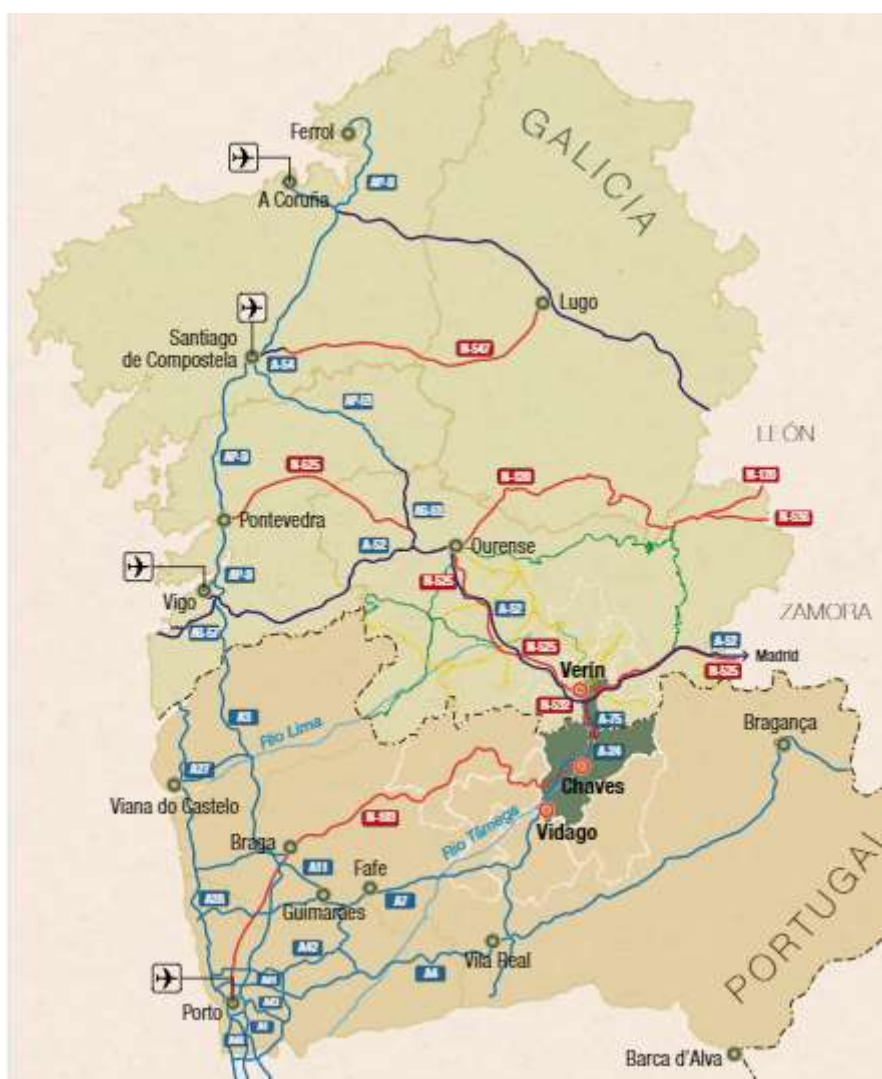 GALICIA
Ferrol
AP-9
A Coruña
Lugo
Santiago
de Compostela
A-54
N-547
LEÓN
AP-53
AP-9
N-525
N-120
N-120
Pontevedra
A-52
Ourense
AP-9
Vigo
N-525
A-52
ZAMORA
A-52
Madrid
N-525
N-525
Verín
N-532
A-75
Bragança
A3
Rio Lima
A-24
A27
Chaves
Viana do Castelo
Vidago
N-103
Rio Tâmega
Braga
A11
Fafe
PORTUGAL
A7
A28
Guimarães
A42
Vila Real
A4
Porto
A1
Barca d'Alva